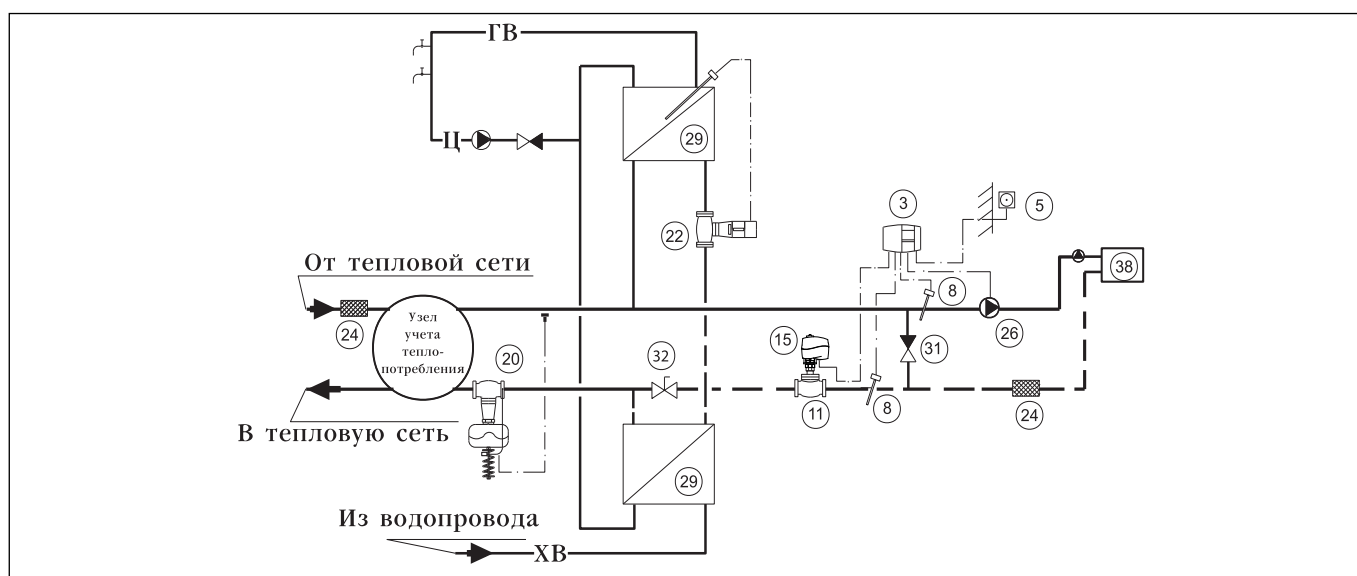 ГВ
Ц
29
22
3
5
От тепловой сети
8
38
24
Узел
учета
тепло-
потребления
26
15
31
20
32
В тепловую сеть
11
8
24
29
Из водопровода
ХВ